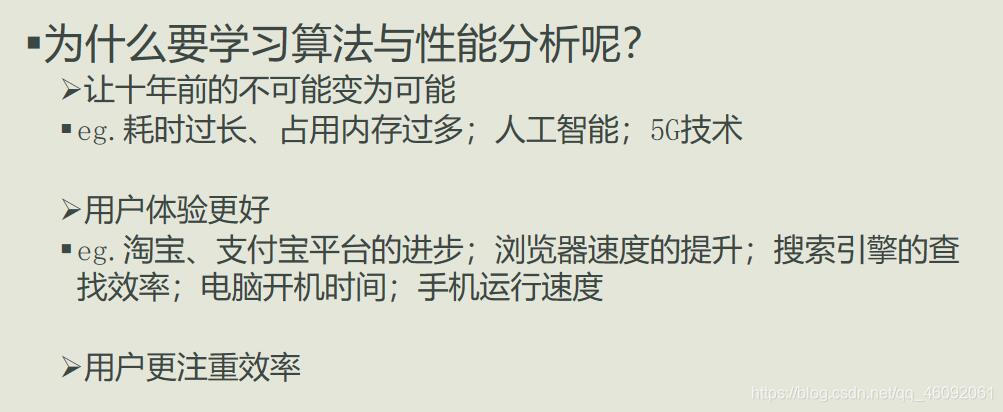 ▪为什么要学习算法与性能分析呢？
➢让十年前的不可能变为可能
▪eg.耗时过长、占用内存过多；人工智能；5G技术
➢用户体验更好
▪eg.淘宝、支付宝平台的进步；浏览器速度的提升；搜索引擎的查
找效率；电脑开机时间；手机运行速度
➢用户更注重效率
https://blog.csdn.net/qq_46092061